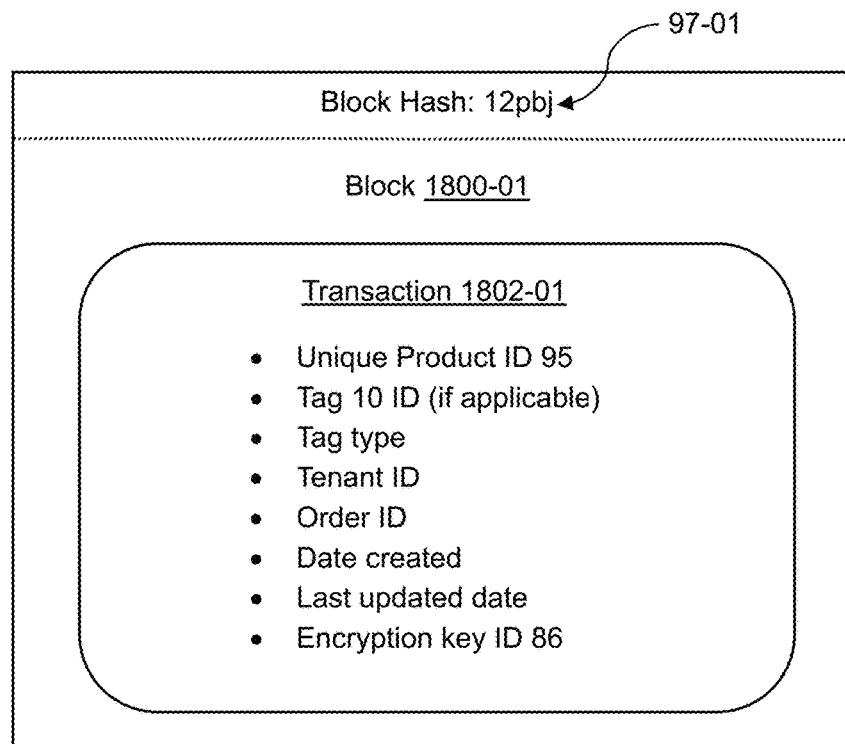 97-01
Block Hash: 12pbj
Block 1800-01
Transaction 1802-01
• Unique Product ID 95
• Tag 10 ID (if applicable)
• Tag type
• Tenant ID
• Order ID
• Date created
• Last updated date
• Encryption key ID 86